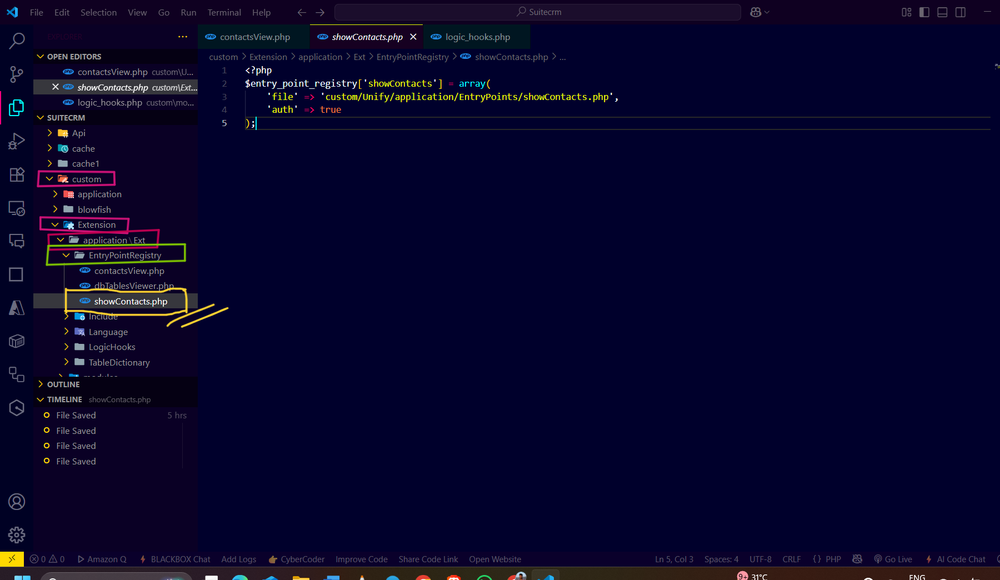 File Edit Selection View Go Run Terminal Help
Suitecrm
EXPLORER
OPEN EDITORS
contactsView.php custom\U...
showContacts.php custom\Ext...
logic_hooks.php custom\mo...
SUITECRM
Api
cache
cache1
custom
application
blowfish
Extension
application\Ext
EntryPointRegistry
contactsView.php
dbTablesViewer.php
showContacts.php
Include
Language
LogicHooks
TableDictionary
modules
OUTLINE
TIMELINE showContacts.php
File Saved 5 hrs
File Saved
File Saved
File Saved
contactsView.php showContacts.php logic_hooks.php
custom > Extension > application > Ext > EntryPointRegistry > showContacts.php > ...
1 <?php
2 $entry_point_registry['showContacts'] = array(
3 'file' => 'custom/Unify/application/EntryPoints/showContacts.php',
4 'auth' => true
5 );
0 0 Amazon Q BLACKBOX Chat Add Logs CyberCoder Improve Code Share Code Link Open Website Ln 5, Col 3 Spaces: 4 UTF-8 CRLF {} PHP Go Live AI Code Chat
9+ 31°C ENG